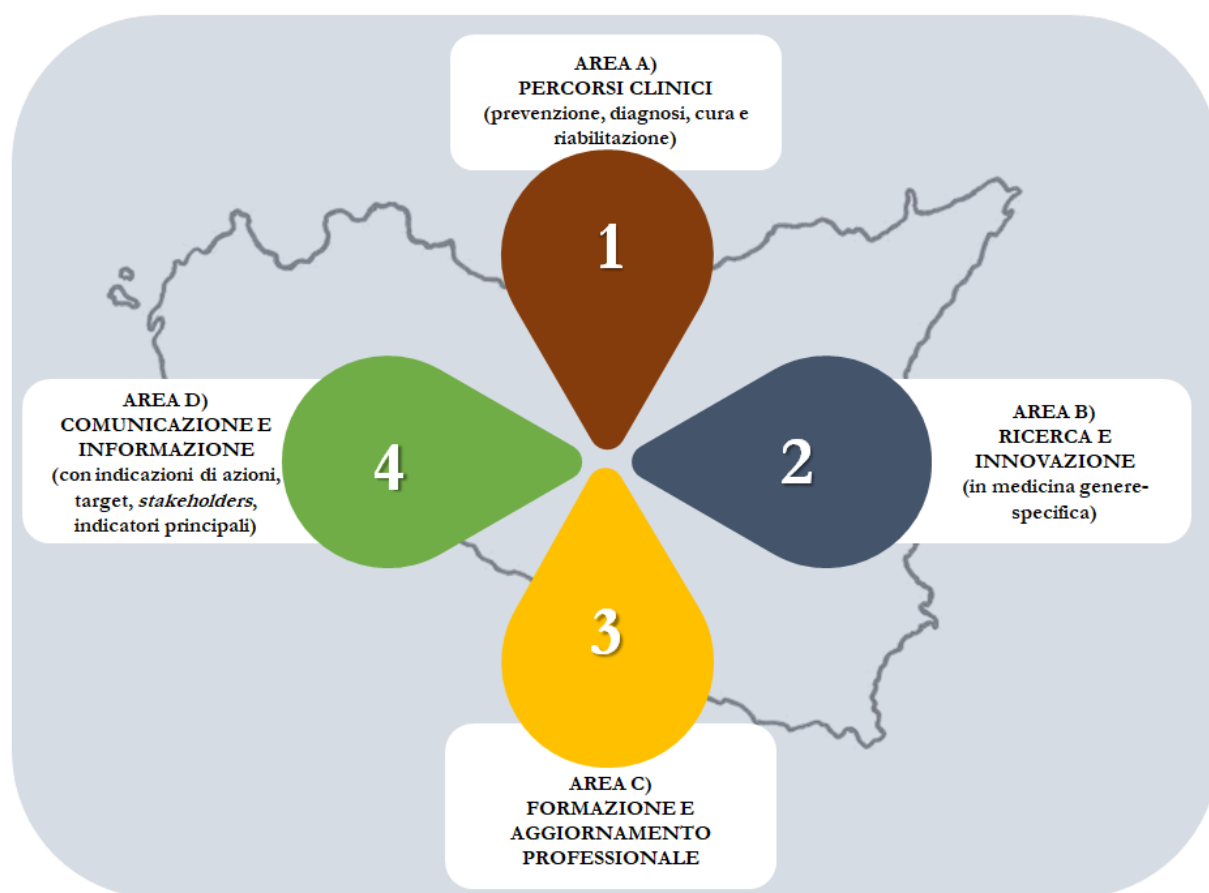 AREA A)
PERCORSI CLINICI
(prevenzione, diagnosi, cura e
riabilitazione)
1
AREA D)
COMUNICAZIONE E
INFORMAZIONE
(con indicazioni di azioni,
target, stakeholders,
indicatori principali)
4
2
AREA B)
RICERCA E
INNOVAZIONE
(in medicina genere-
specifica)
3
AREA C)
FORMAZIONE E
AGGIORNAMENTO
PROFESSIONALE